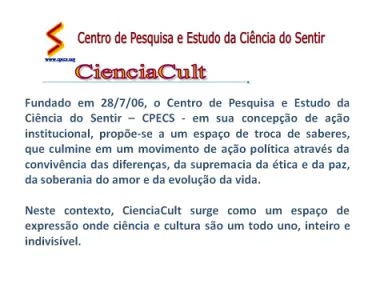 Centro de Pesquisa e Estudo da Ciência do Sentir
www.cpecs.org
CienciaCult
Fundado em 28/7/06, o Centro de Pesquisa e Estudo da
Ciência do Sentir – CPECS - em sua concepção de ação
institucional, propõe-se a um espaço de troca de saberes,
que culmine em um movimento de ação política através da
convivência das diferenças, da supremacia da ética e da paz,
da soberania do amor e da evolução da vida.
Neste contexto, CienciaCult surge como um espaço de
expressão onde ciência e cultura são um todo uno, inteiro e
indivisível.